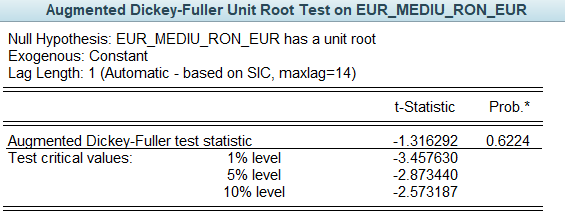 Augmented Dickey-Fuller Unit Root Test on EUR_MEDIU_RON_EUR
Null Hypothesis: EUR_MEDIU_RON_EUR has a unit root
Exogenous: Constant
Lag Length: 1 (Automatic - based on SIC, maxlag=14)
t-Statistic Prob.*
Augmented Dickey-Fuller test statistic -1.316292 0.6224
Test critical values: 1% level -3.457630
5% level -2.873440
10% level -2.573187